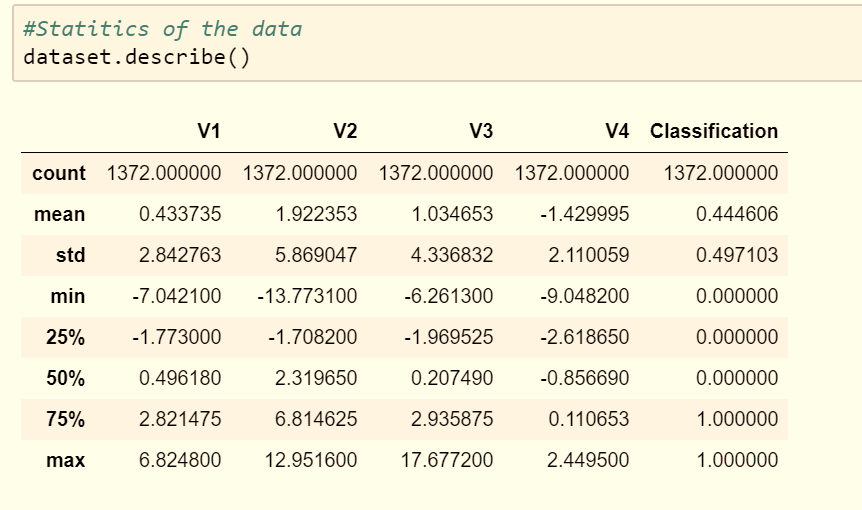 #Statitics of the data
dataset.describe()
V1 V2 V3 V4 Classification
count 1372.000000 1372.000000 1372.000000 1372.000000 1372.000000
mean 0.433735 1.922353 1.034653 -1.429995 0.444606
std 2.842763 5.869047 4.336832 2.110059 0.497103
min -7.042100 -13.773100 -6.261300 -9.048200 0.000000
25% -1.773000 -1.708200 -1.969525 -2.618650 0.000000
50% 0.496180 2.319650 0.207490 -0.856690 0.000000
75% 2.821475 6.814625 2.935875 0.110653 1.000000
max 6.824800 12.951600 17.677200 2.449500 1.000000